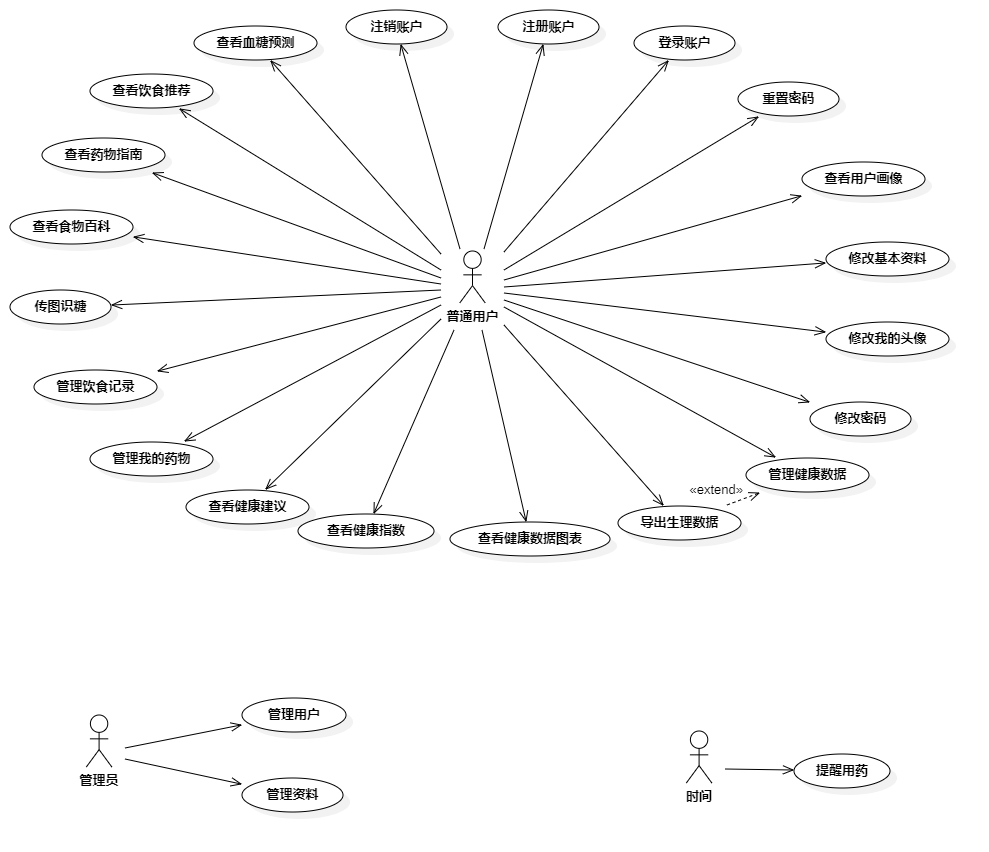 注销账户
注册账户
查看血糖预测
登录账户
查看饮食推荐
重置密码
查看药物指南
查看用户画像
查看食物百科
修改基本资料
传图识糖
普通用户
修改我的头像
管理饮食记录
修改密码
管理我的药物
管理健康数据
«extend»
查看健康建议
导出生理数据
查看健康指数
查看健康数据图表
管理用户
管理员
管理资料
提醒用药
时间